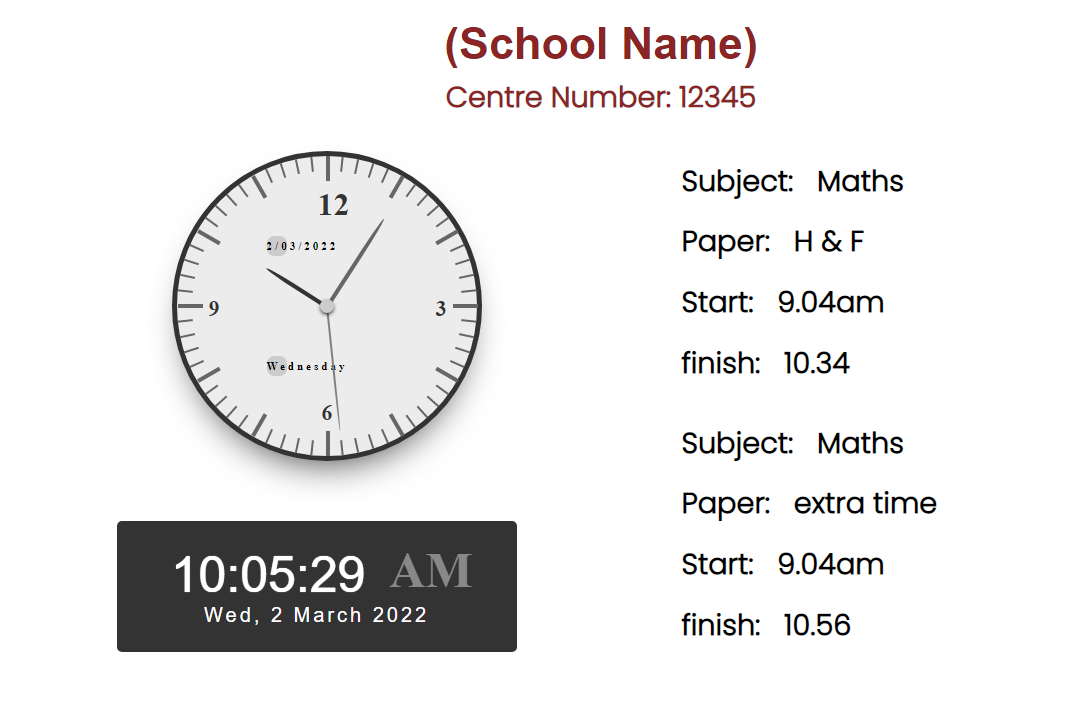 (School Name)
Centre Number: 12345
12
2/03/2022
9
3
Wednesday
6
10:05:29 AM
Wed, 2 March 2022
Subject: Maths
Paper: H & F
Start: 9.04am
finish: 10.34
Subject: Maths
Paper: extra time
Start: 9.04am
finish: 10.56